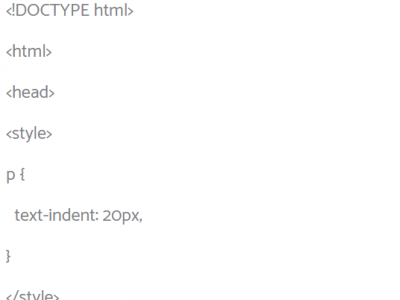 <!DOCTYPE html>
<html>
<head>
<style>
p {
text-indent: 20px,
}
</style>